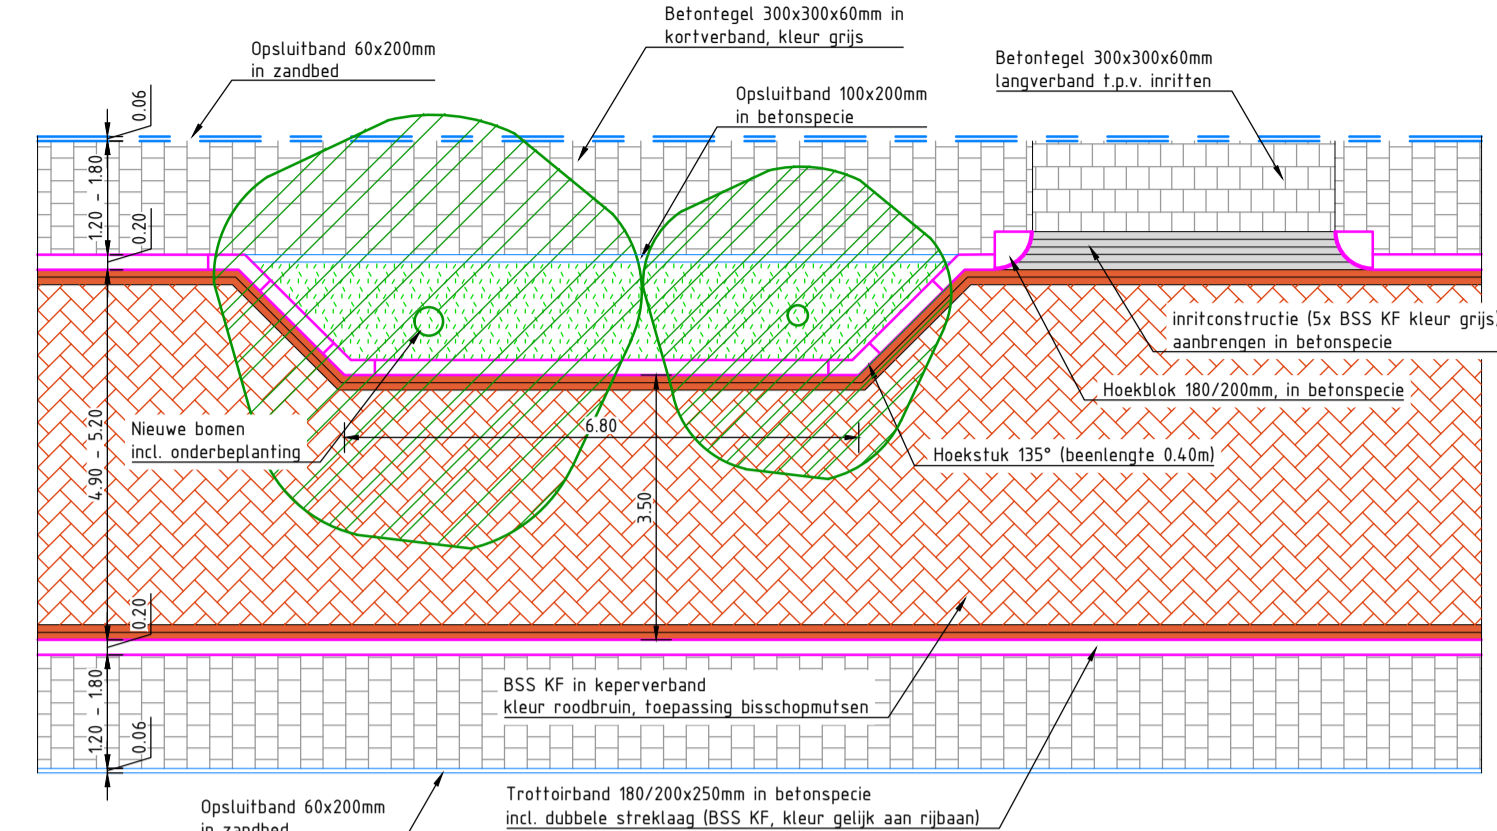 Betontegel 300x300x60mm in
kortverband, kleur grijs
Opsluitband 60x200mm
in zandbed
Betontegel 300x300x60mm
langverband t.p.v. inritten
Opsluitband 100x200mm
in betonspecie
0.06
1.20 - 1.80
0.20
inritconstructie (5x BSS KF kleur grijs)
aanbrengen in betonspecie
Hoekblok 180/200mm, in betonspecie
Nieuwe bomen
incl. onderbeplanting
6.80
Hoekstuk 135° (beenlengte 0.40m)
4.90 - 5.20
3.50
0.20
BSS KF in keperverband
kleur roodbruin, toepassing bisschopmutsen
1.20 - 1.80
0.06
Opsluitband 60x200mm
in zandbed
Trottoirband 180/200x250mm in betonspecie
incl. dubbele streklaag (BSS KF, kleur gelijk aan rijbaan)